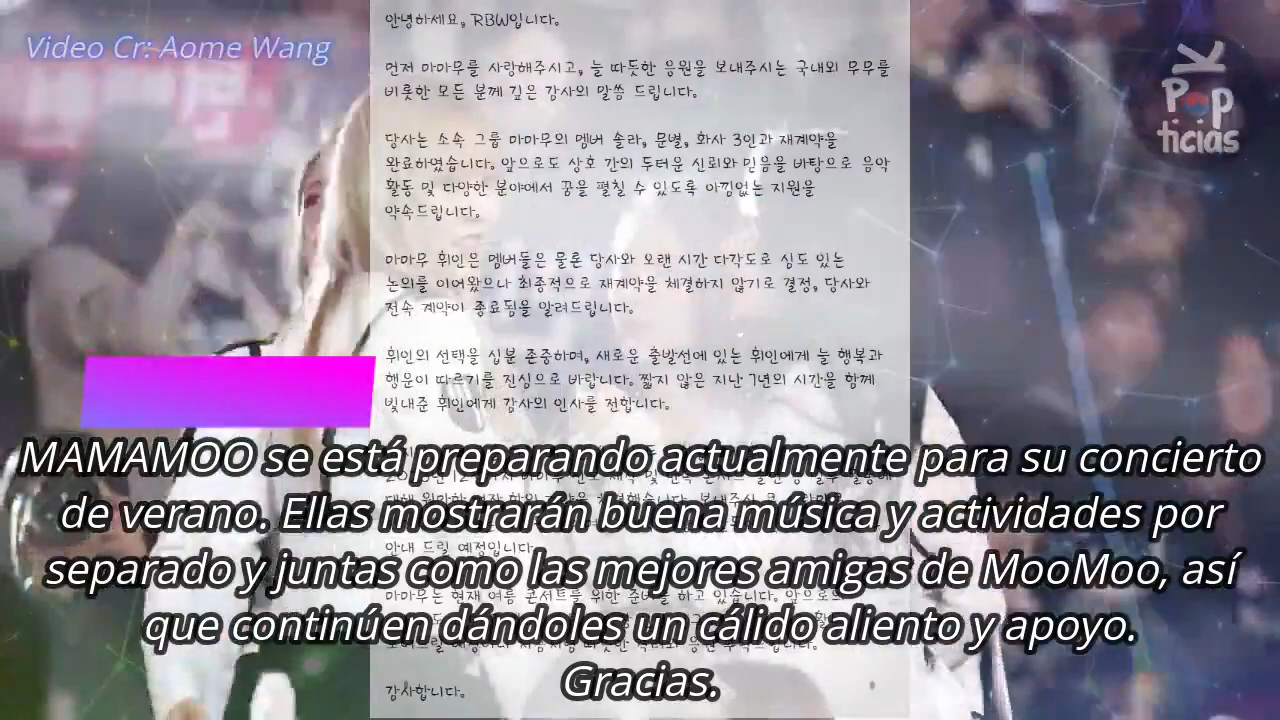 Video Cr: Aome Wang
K
Pop
ticias
안녕하세요, RBW입니다.
먼저 마마무를 사랑해주시고, 늘 따듯한 응원을 보내주시는 국내외 무무를
비롯한 모든 분께 깊은 감사의 말씀 드립니다.
당사는 소속 그룹 마마무의 멤버 솔라, 문별, 화사 3인과 재계약을
완료하였습니다. 앞으로도 상호 간의 두터운 신뢰와 믿음을 바탕으로 음악
활동 및 다양한 분야에서 꿈을 펼칠 수 있도록 아낌없는 지원을
약속드립니다.
마마무 휘인은 멤버들은 물론 당사와 오랜 시간 다각도로 심도 있는
논의를 이어왔으나 최종적으로 재계약을 체결하지 않기로 결정, 당사와
전속 계약이 종료됨을 알려드립니다.
휘인의 선택을 십분 존중하며, 새로운 출발선에 있는 휘인에게 늘 행복과
행운이 따르기를 진심으로 바랍니다. 짧지 않은 지난 7년의 시간을 함께
빛내준 휘인에게 감사의 인사를 전합니다.
MAMAMOO se está preparando actualmente para su concierto
de verano. Ellas mostrarán buena música y actividades por
안내 드릴 예정입니다.
separado y juntas como las mejores amigas de MooMoo, así
마마무는 현재 여름 콘서트를 위한 준비를 하고 있습니다.
que continúen dándoles un cálido aliento y apoyo.
Gracias.
감사합니다.